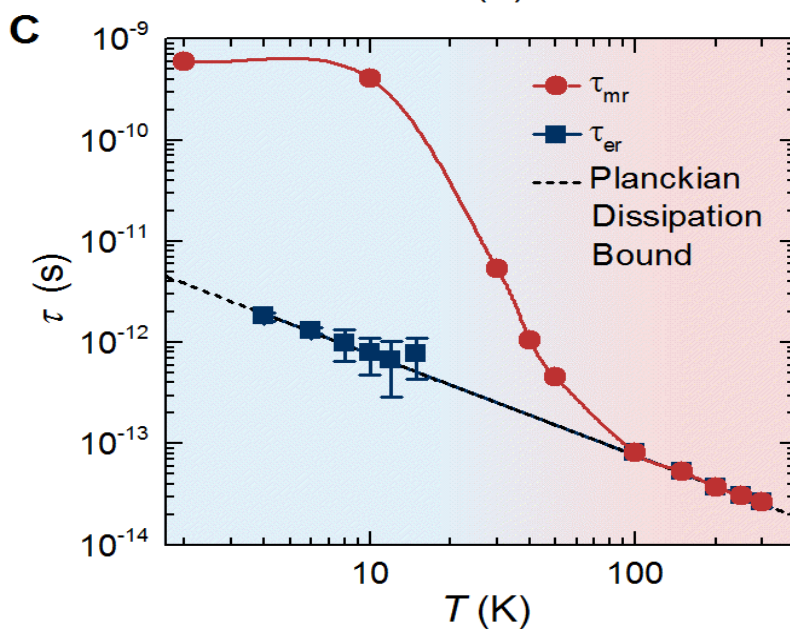 C
10⁻⁹
10⁻¹⁰
10⁻¹¹
10⁻¹²
10⁻¹³
10⁻¹⁴
τ (s)
τmr
τer
Planckian
Dissipation
Bound
10
100
T (K)